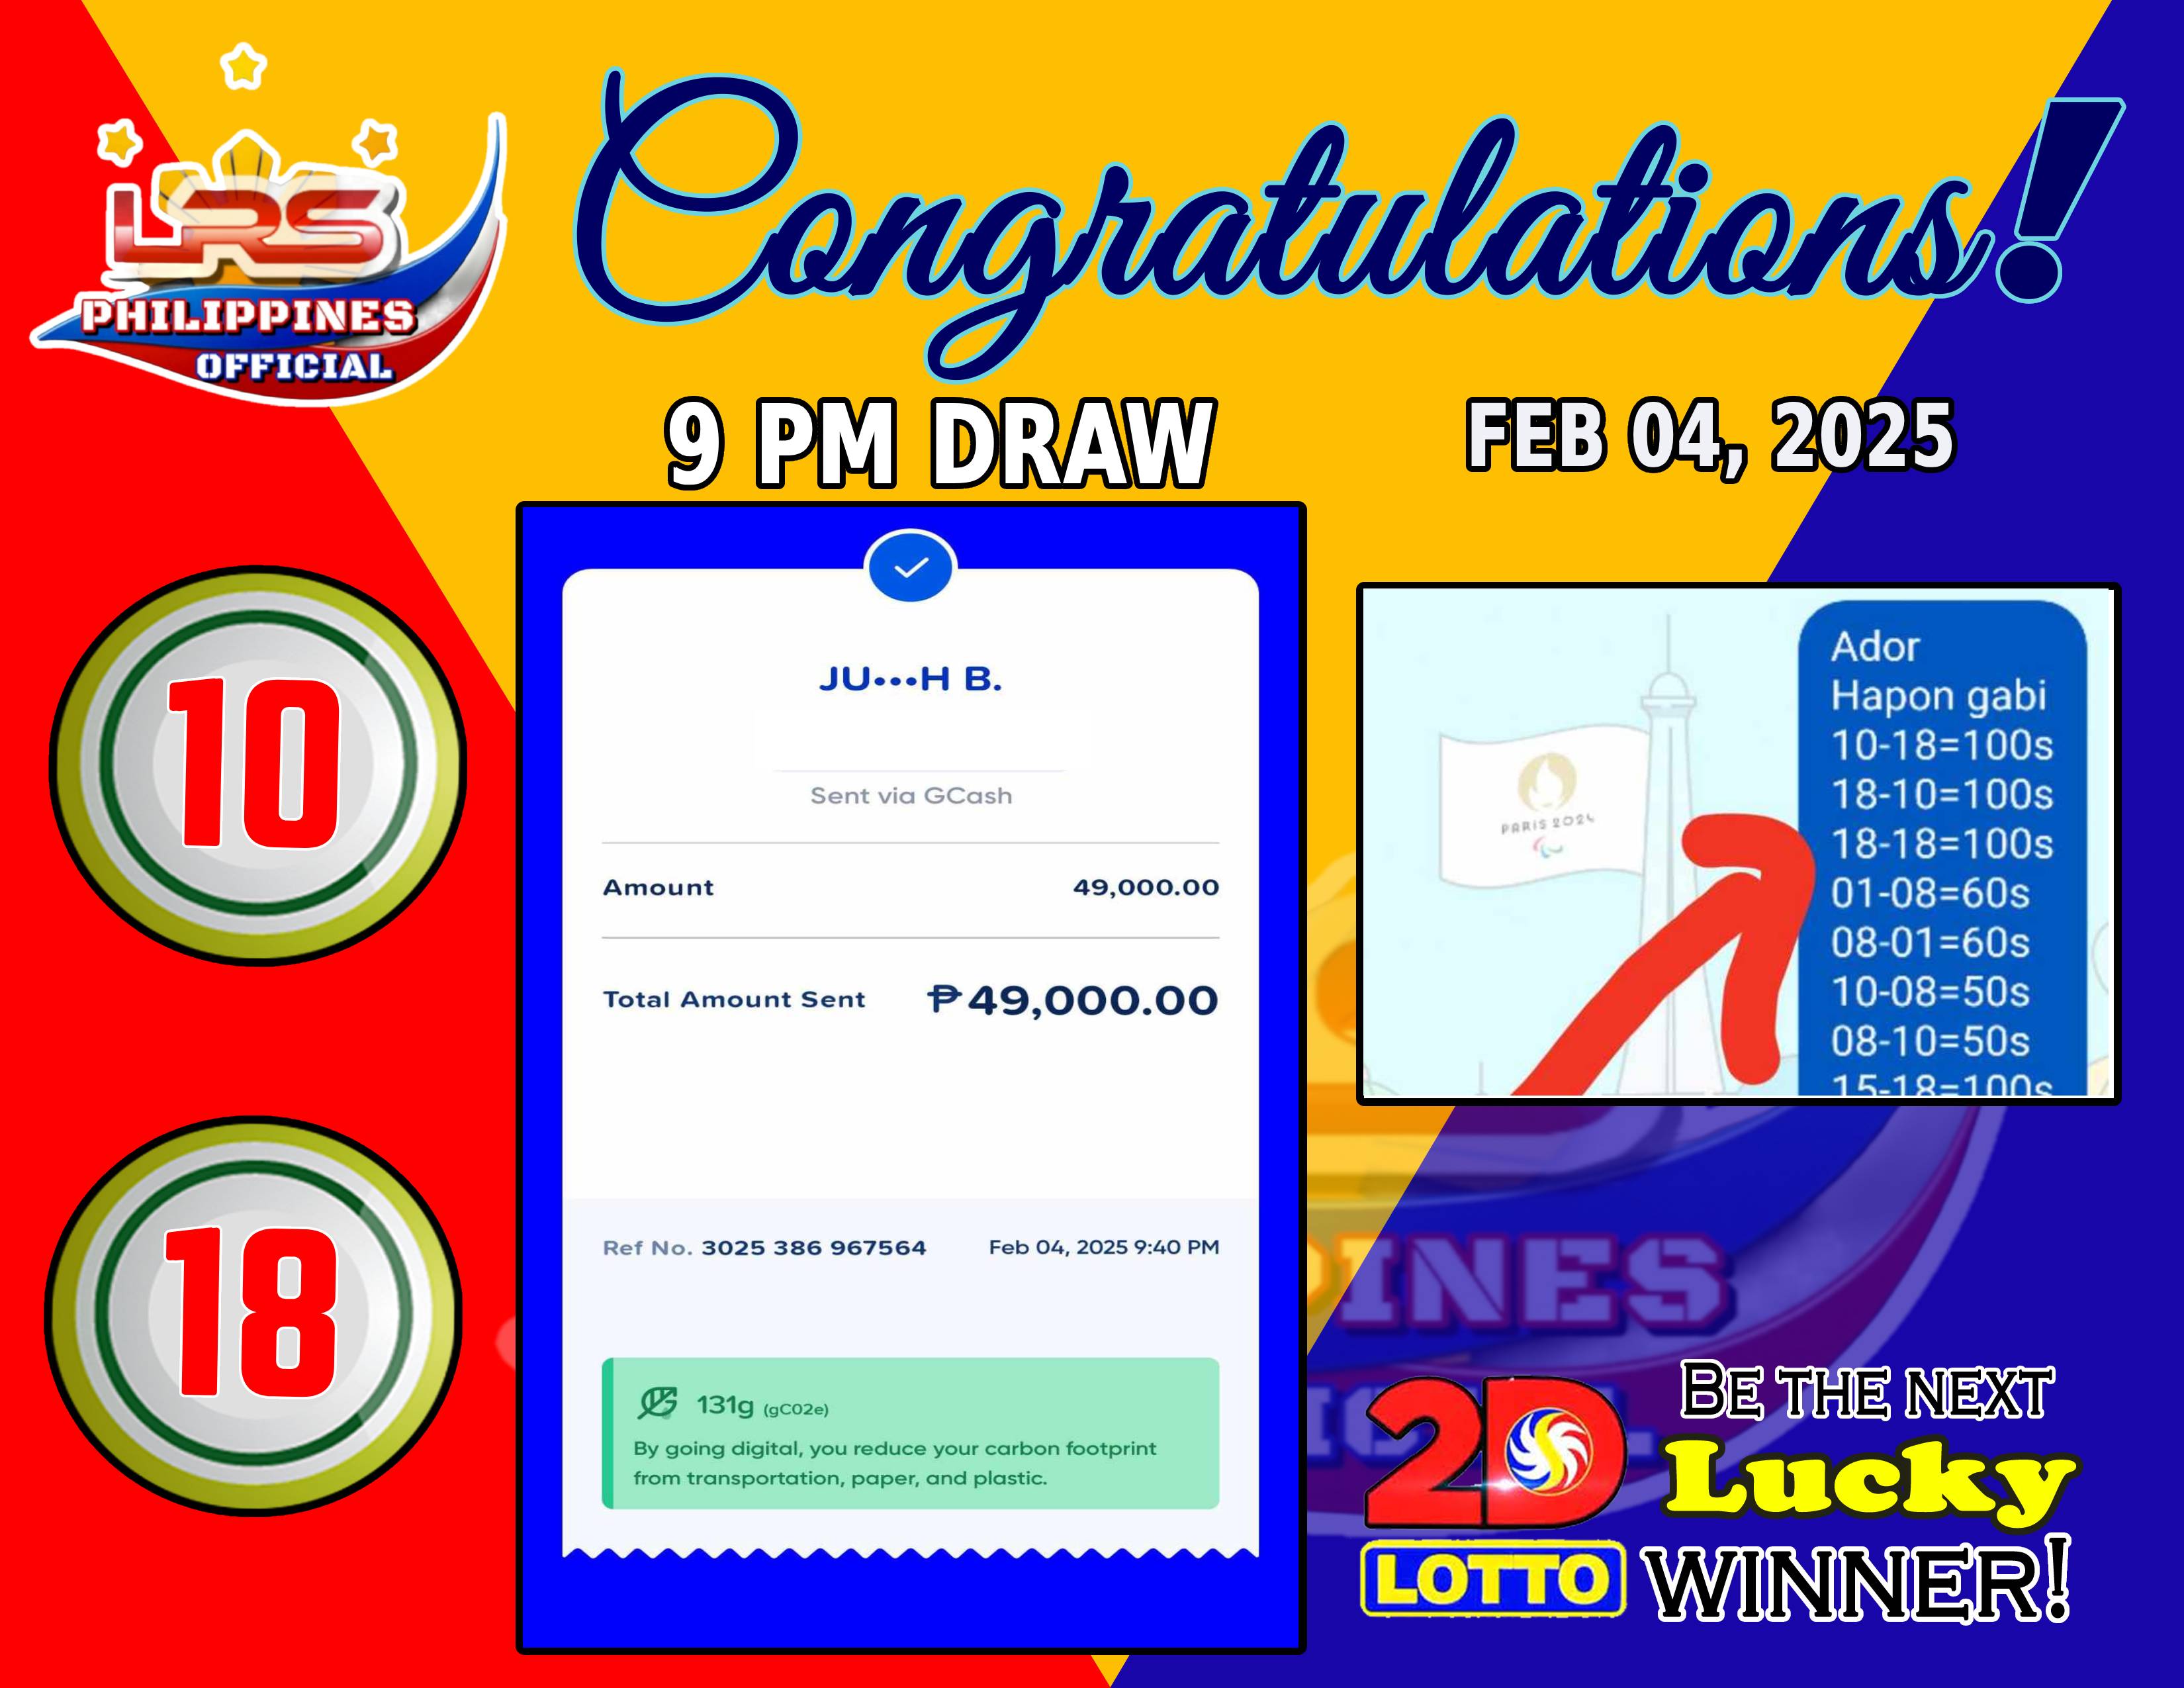 LRS
PHILIPPINES
OFFICIAL
Congratulations!
9 PM DRAW
FEB 04, 2025
10
18
JU•••H B.
Sent via GCash
Amount 49,000.00
Total Amount Sent ₱49,000.00
Ref No. 3025 386 967564 Feb 04, 2025 9:40 PM
131g (gC02e)
By going digital, you reduce your carbon footprint
from transportation, paper, and plastic.
PARIS 2024
Ador
Hapon gabi
10-18=100s
18-10=100s
18-18=100s
01-08=60s
08-01=60s
10-08=50s
08-10=50s
15-18=100s
PINES
2D
LOTTO
BE THE NEXT
Lucky
WINNER!